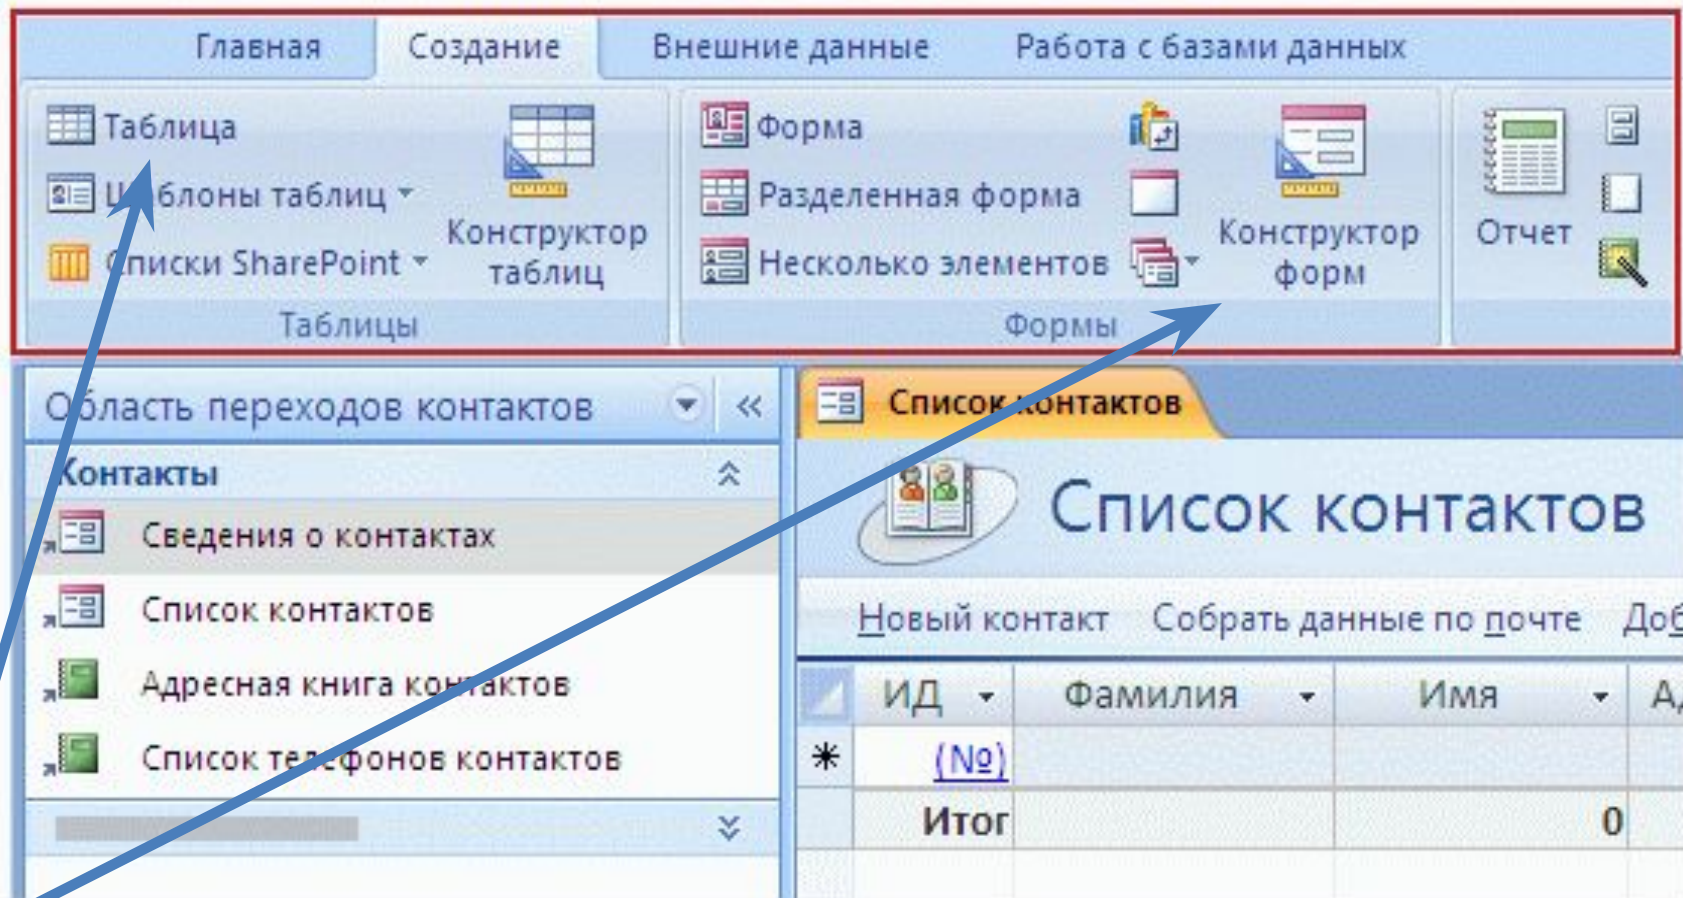 Главная Создание Внешние данные Работа с базами данных
Таблица
Шаблоны таблиц
Списки SharePoint
Конструктор
таблиц
Таблицы
Форма
Разделенная форма
Несколько элементов
Конструктор
форм
Формы
Отчет
Область переходов контактов
Контакты
Сведения о контактах
Список контактов
Адресная книга контактов
Список телефонов контактов
Список контактов
Список контактов
Новый контакт Собрать данные по почте
ИД Фамилия Имя
(№)
Итог 0